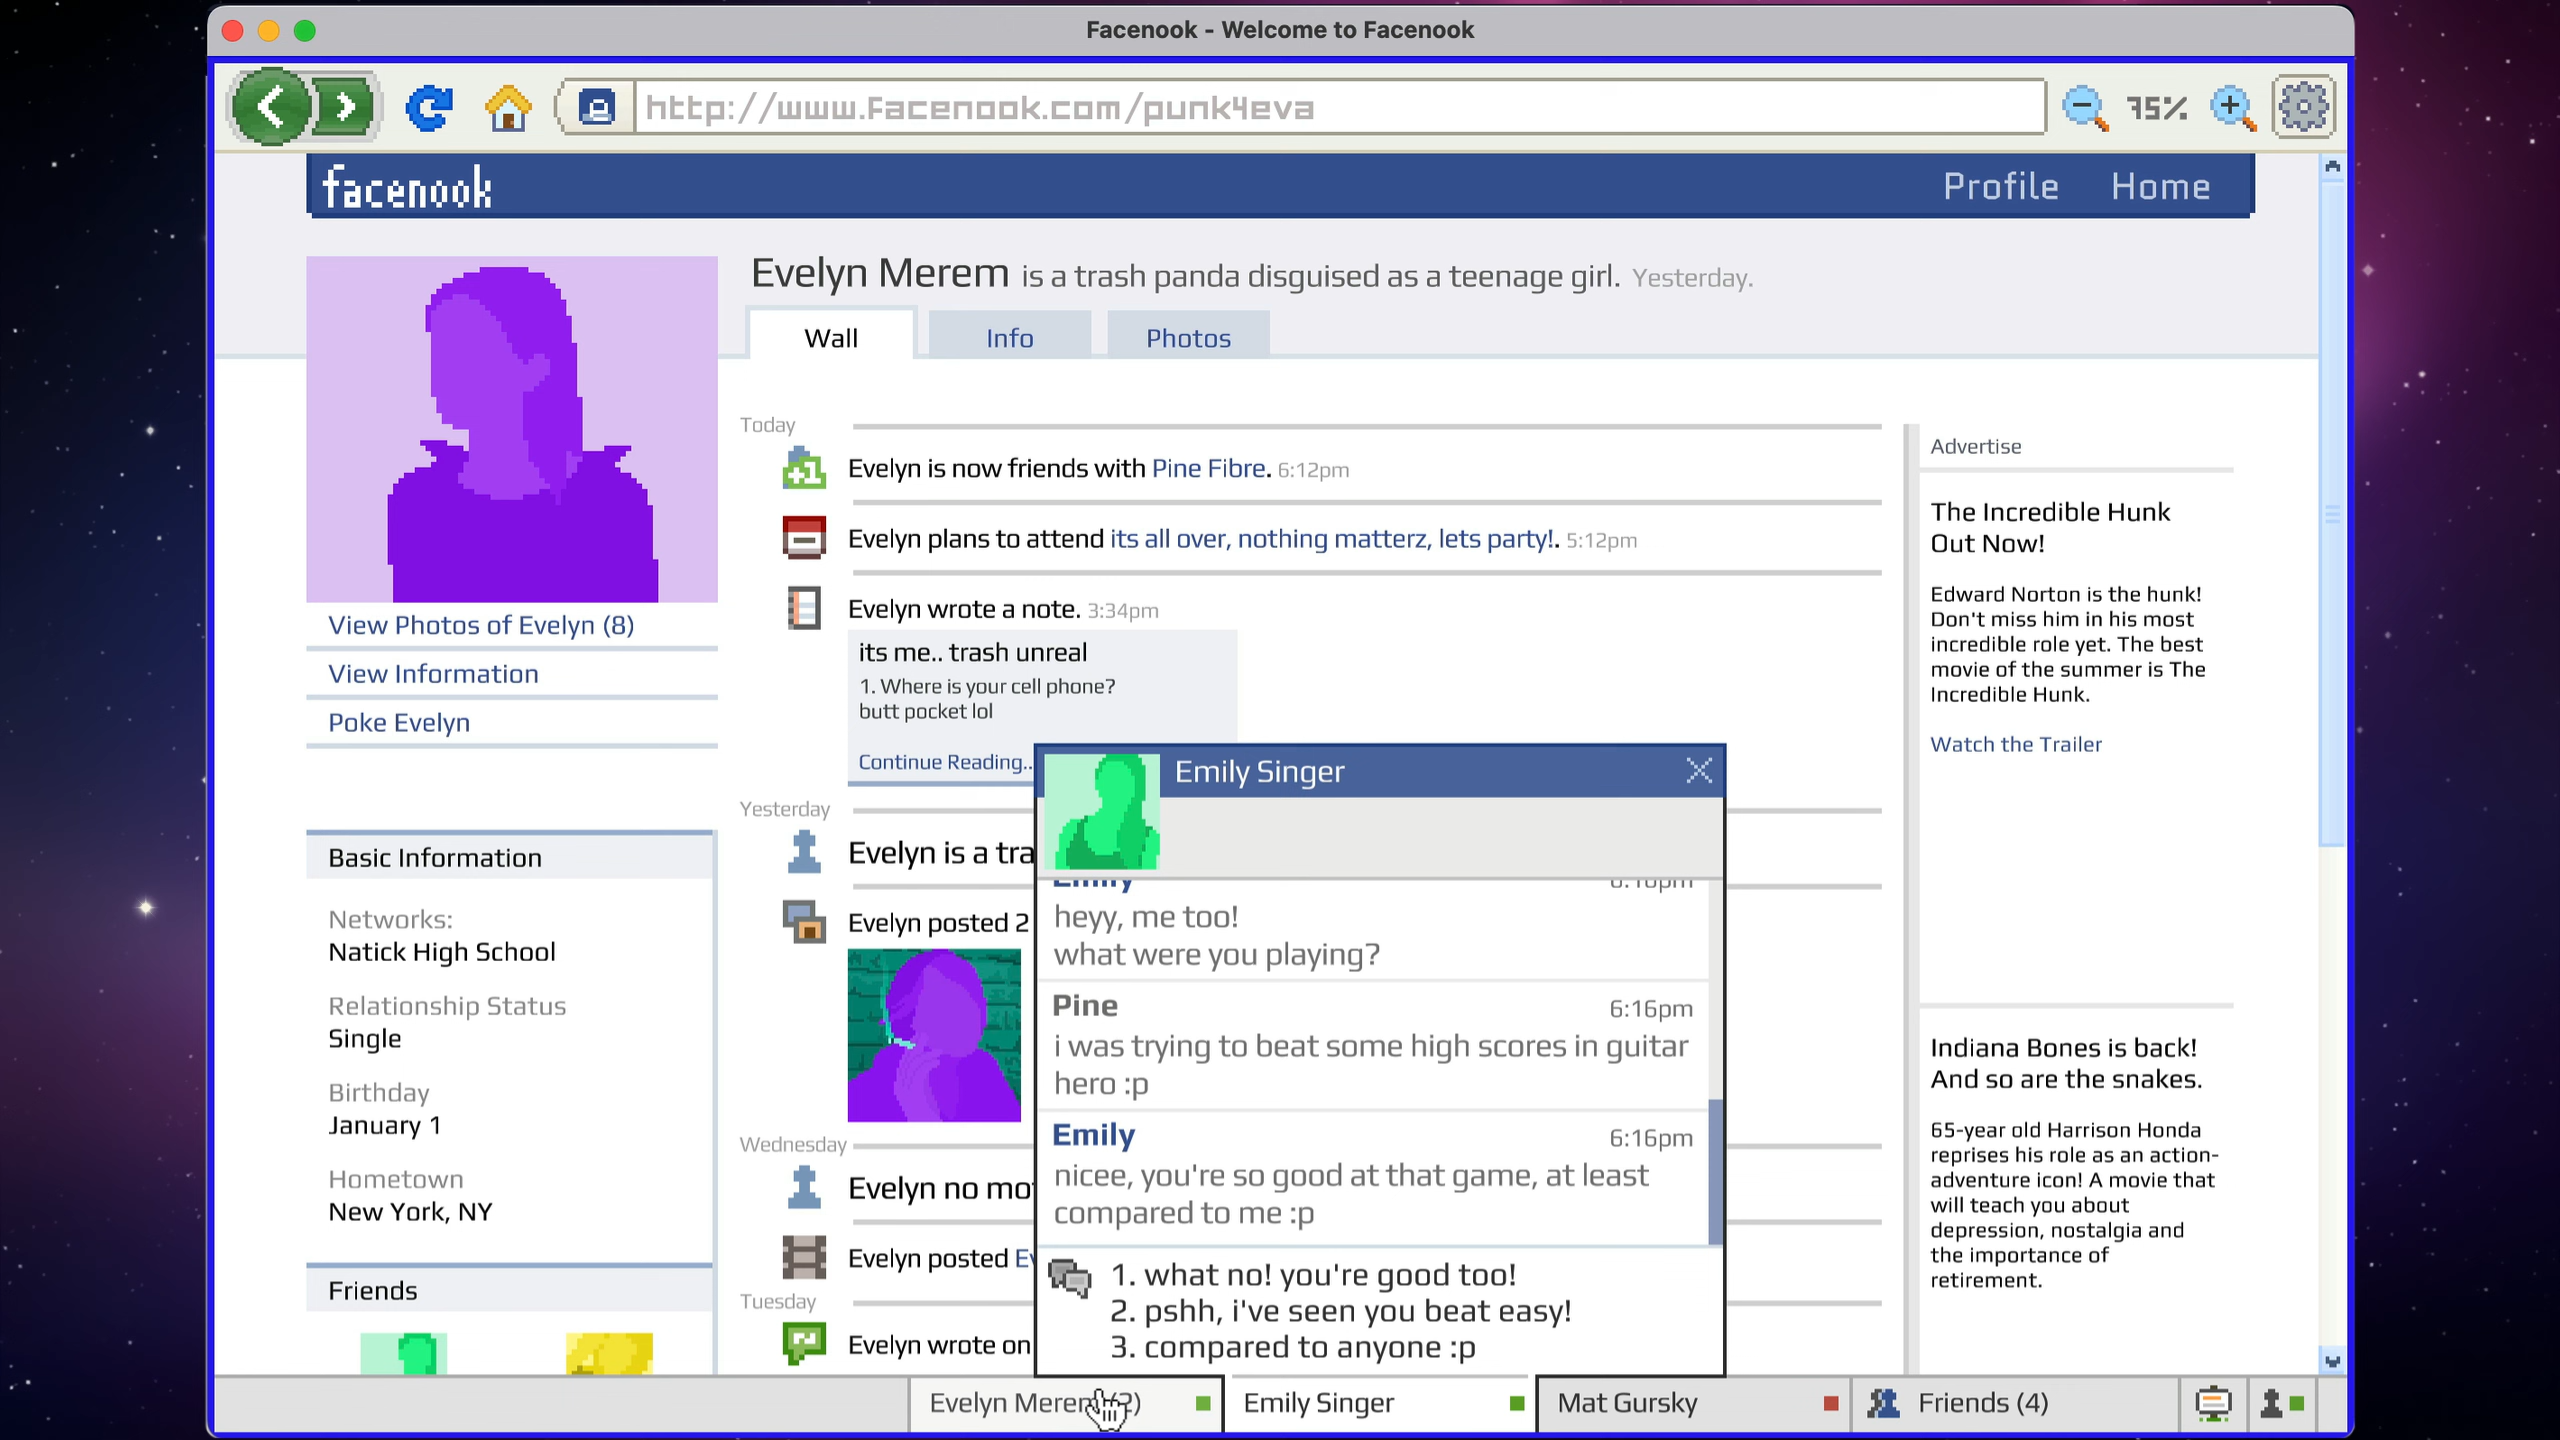 Facenook - Welcome to Facenook
http://www.Facenook.com/punk4eva
75%
facenook
Profile
Home
Evelyn Merem is a trash panda disguised as a teenage girl. Yesterday.
Wall
Info
Photos
View Photos of Evelyn (8)
View Information
Poke Evelyn
Basic Information
Networks:
Natick High School
Relationship Status
Single
Birthday
January 1
Hometown
New York, NY
Friends
Today
+1
Evelyn is now friends with Pine Fibre. 6:12pm
Evelyn plans to attend its all over, nothing matterz, lets party!. 5:12pm
Evelyn wrote a note. 3:34pm
its me.. trash unreal
1. Where is your cell phone?
butt pocket lol
Continue Reading..
Yesterday
Evelyn is a tra
Evelyn posted 2
Wednesday
Evelyn no mo
Evelyn posted
Tuesday
Evelyn wrote on
Advertise
The Incredible Hunk
Out Now!
Edward Norton is the hunk!
Don't miss him in his most
incredible role yet. The best
movie of the summer is The
Incredible Hunk.
Watch the Trailer
Indiana Bones is back!
And so are the snakes.
65-year old Harrison Honda
reprises his role as an action-
adventure icon! A movie that
will teach you about
depression, nostalgia and
the importance of
retirement.
Emily Singer
Emily
heyy, me too!
what were you playing?
Pine 6:16pm
i was trying to beat some high scores in guitar
hero :p
Emily 6:16pm
nicee, you're so good at that game, at least
compared to me :p
1. what no! you're good too!
2. pshh, i've seen you beat easy!
3. compared to anyone :p
Evelyn Merem
Emily Singer
Mat Gursky
Friends (4)